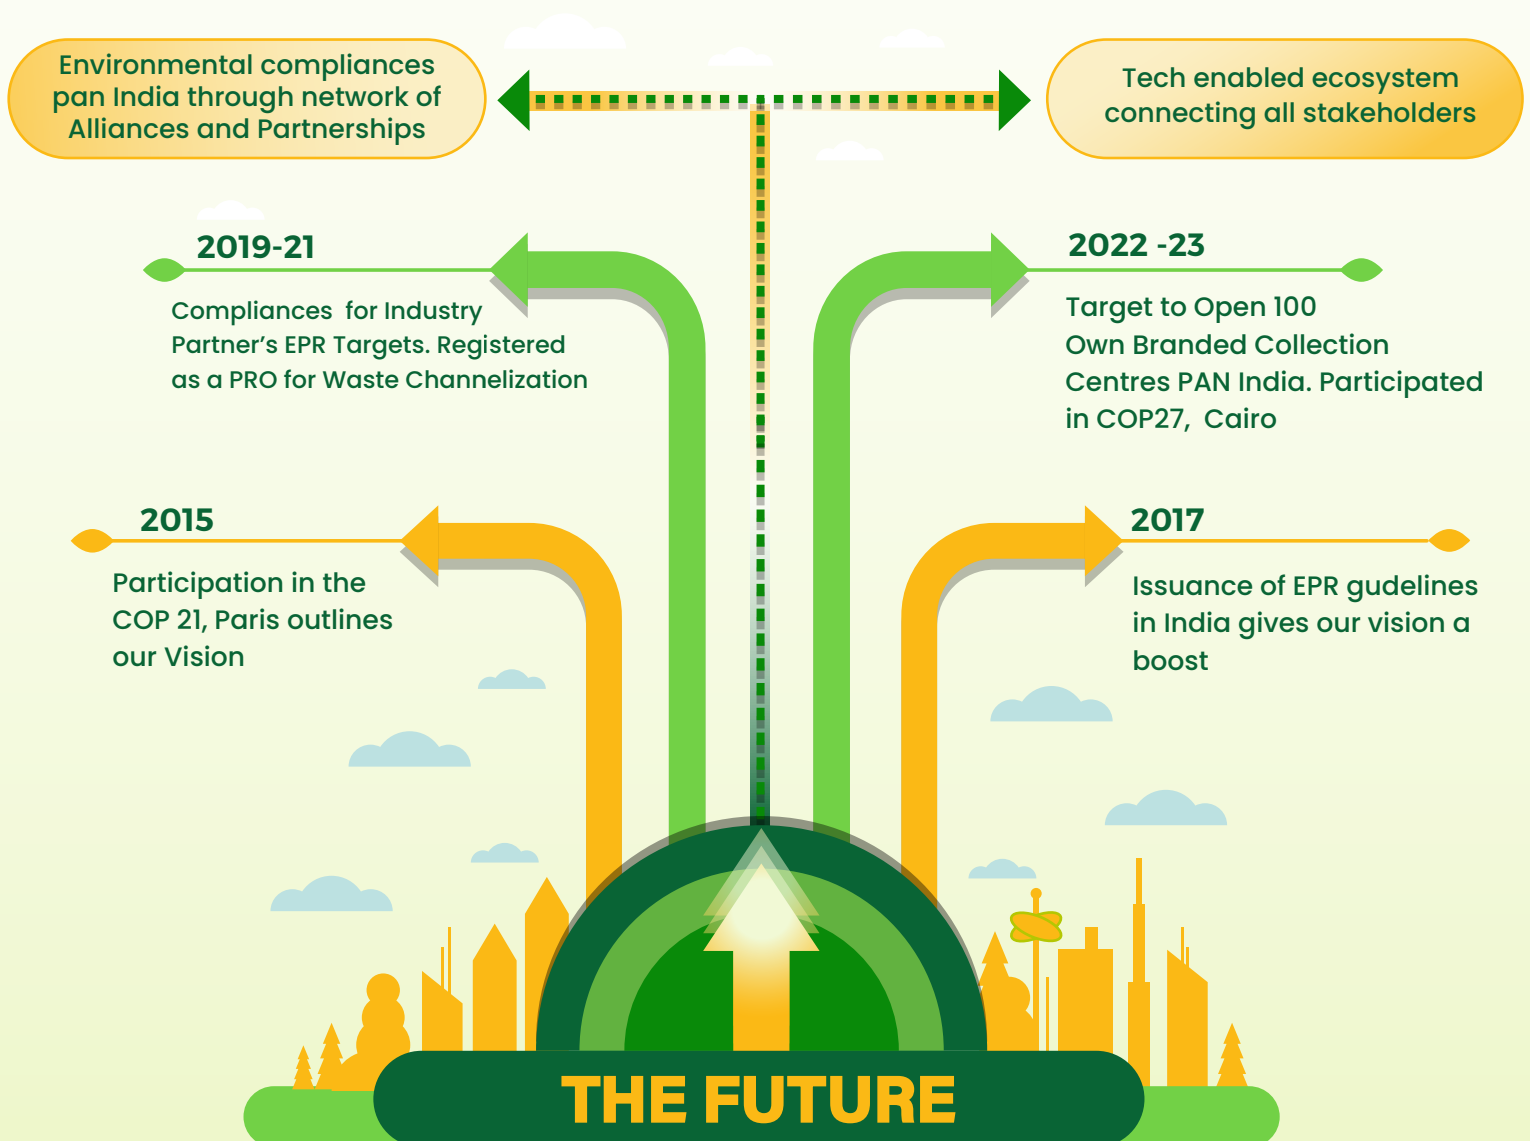 Environmental compliances
pan India through network of
Alliances and Partnerships
Tech enabled ecosystem
connecting all stakeholders
2019-21
Compliances  for Industry
Partner’s EPR Targets. Registered
as a PRO for Waste Channelization
2022 -23
Target to Open 100
Own Branded Collection
Centres PAN India. Participated
in COP27,  Cairo
2015
Participation in the
COP 21, Paris outlines
our Vision
2017
Issuance of EPR gudelines
in India gives our vision a
boost
THE FUTURE